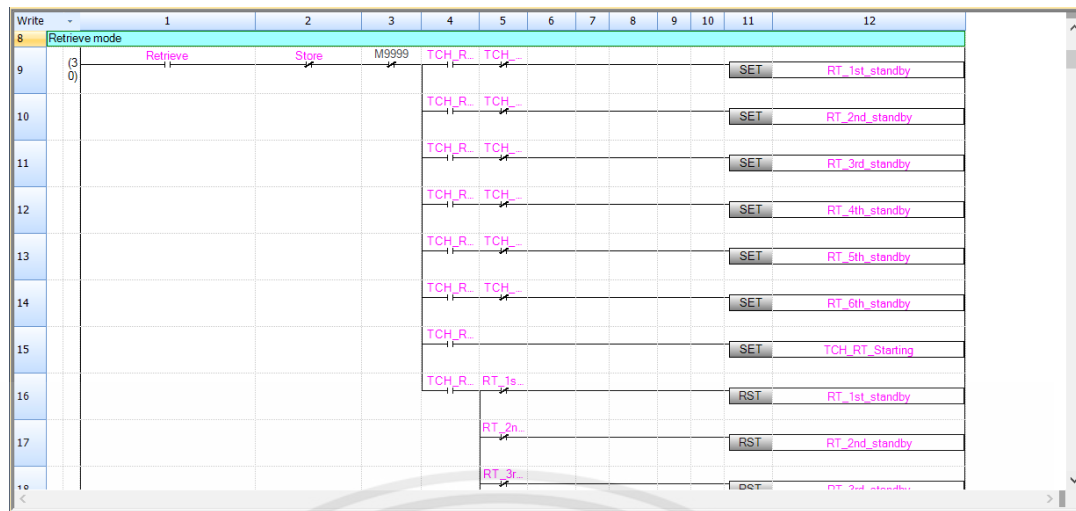 Write 1 2 3 4 5 6 7 8 9 10 11 12
8 Retrieve mode
9 (30) Retrieve Store M9999 TCH_R... TCH_... SET RT_1st_standby
10 TCH_R... TCH_... SET RT_2nd_standby
11 TCH_R... TCH_... SET RT_3rd_standby
12 TCH_R... TCH_... SET RT_4th_standby
13 TCH_R... TCH_... SET RT_5th_standby
14 TCH_R... TCH_... SET RT_6th_standby
15 TCH_R... SET TCH_RT_Starting
16 TCH_R... RT_1s... RST RT_1st_standby
17 RT_2n... RST RT_2nd_standby
18 RT_3r... RST RT_3rd_standby